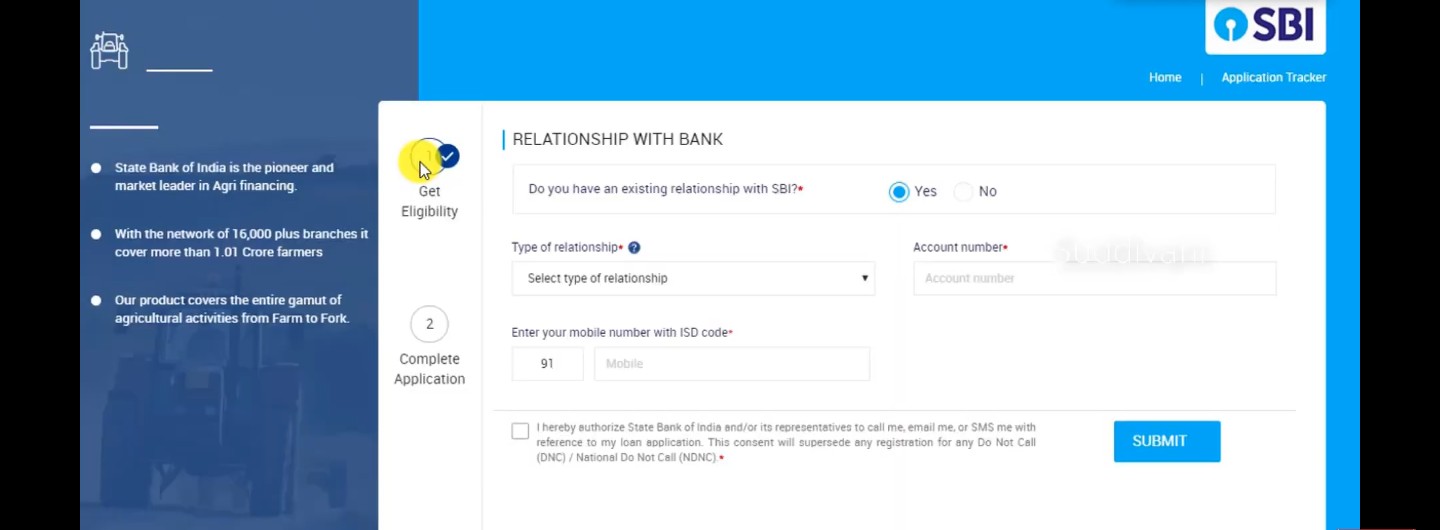 SBI
Home | Application Tracker
State Bank of India is the pioneer and
market leader in Agri financing.
With the network of 16,000 plus branches it
cover more than 1.01 Crore farmers
Our product covers the entire gamut of
agricultural activities from Farm to Fork.
1
Get
Eligibility
2
Complete
Application
RELATIONSHIP WITH BANK
Do you have an existing relationship with SBI?*
Yes
No
Type of relationship* ?
Select type of relationship
Account number*
Account number
Enter your mobile number with ISD code*
91
Mobile
I hereby authorize State Bank of India and/or its representatives to call me, email me, or SMS me with
reference to my loan application. This consent will supersede any registration for any Do Not Call
(DNC) / National Do Not Call (NDNC).*
SUBMIT